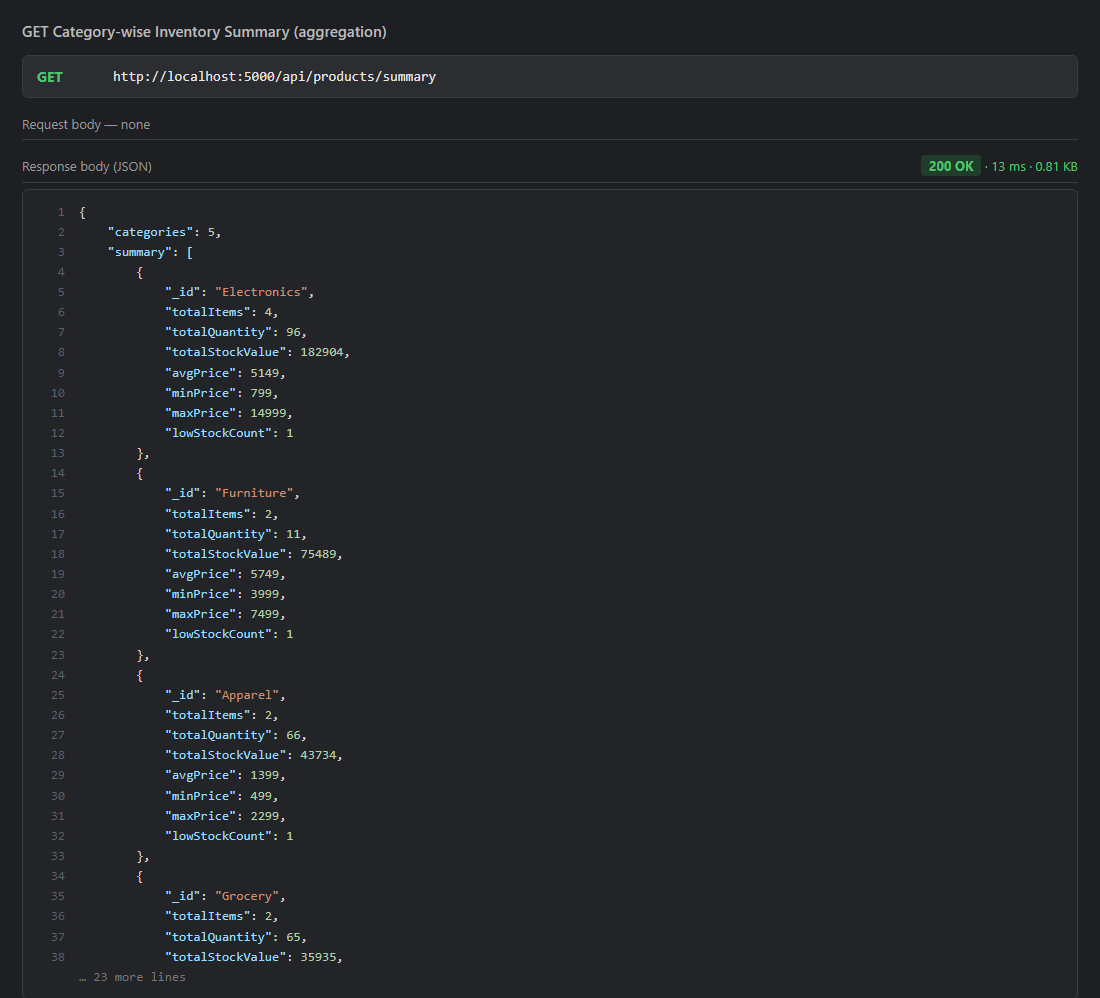 GET Category-wise Inventory Summary (aggregation)
GET http://localhost:5000/api/products/summary
Request body — none
Response body (JSON) 200 OK · 13 ms · 0.81 KB
1 {
2 "categories": 5,
3 "summary": [
4 {
5 "_id": "Electronics",
6 "totalItems": 4,
7 "totalQuantity": 96,
8 "totalStockValue": 182904,
9 "avgPrice": 5149,
10 "minPrice": 799,
11 "maxPrice": 14999,
12 "lowStockCount": 1
13 },
14 {
15 "_id": "Furniture",
16 "totalItems": 2,
17 "totalQuantity": 11,
18 "totalStockValue": 75489,
19 "avgPrice": 5749,
20 "minPrice": 3999,
21 "maxPrice": 7499,
22 "lowStockCount": 1
23 },
24 {
25 "_id": "Apparel",
26 "totalItems": 2,
27 "totalQuantity": 66,
28 "totalStockValue": 43734,
29 "avgPrice": 1399,
30 "minPrice": 499,
31 "maxPrice": 2299,
32 "lowStockCount": 1
33 },
34 {
35 "_id": "Grocery",
36 "totalItems": 2,
37 "totalQuantity": 65,
38 "totalStockValue": 35935,
… 23 more lines